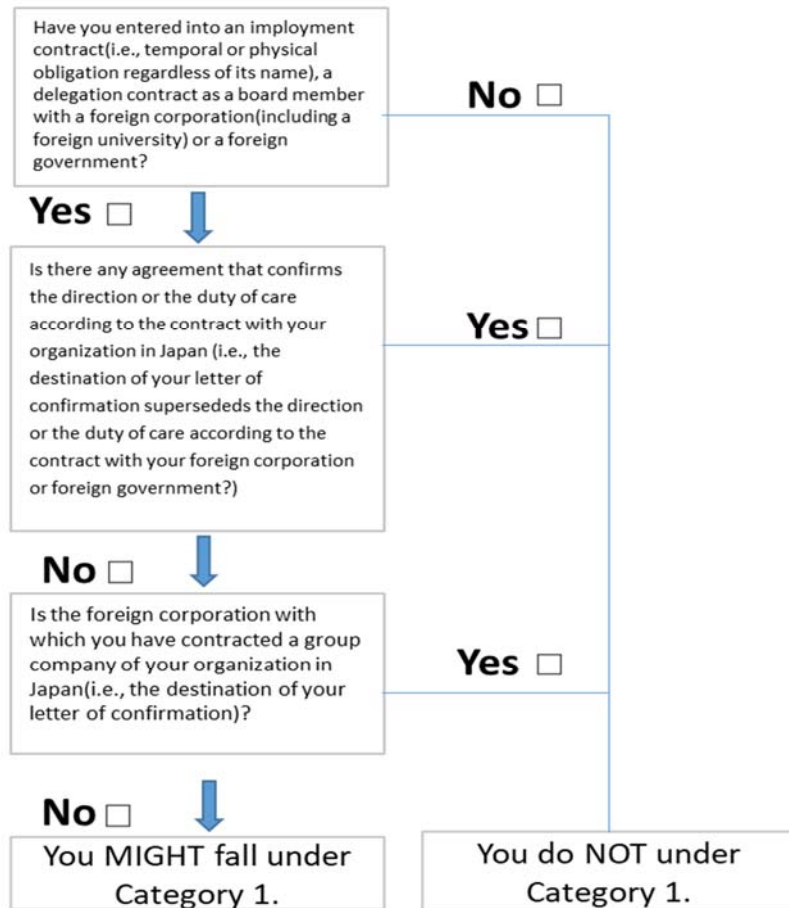 Have you entered into an imployment
contract(i.e., temporal or physical
obligation regardless of its name), a
delegation contract as a board member
with a foreign corporation(including a
foreign university) or a foreign
government?
No □
Yes □
Is there any agreement that confirms
the direction or the duty of care
according to the contract with your
organization in Japan (i.e., the
destination of your letter of
confirmation supersededs the direction
or the duty of care according to the
contract with your foreign corporation
or foreign government?)
Yes □
No □
Is the foreign corporation with
which you have contracted a group
company of your organization in
Japan(i.e., the destination of your
letter of confirmation)?
Yes □
No □
You MIGHT fall under
Category 1.
You do NOT under
Category 1.